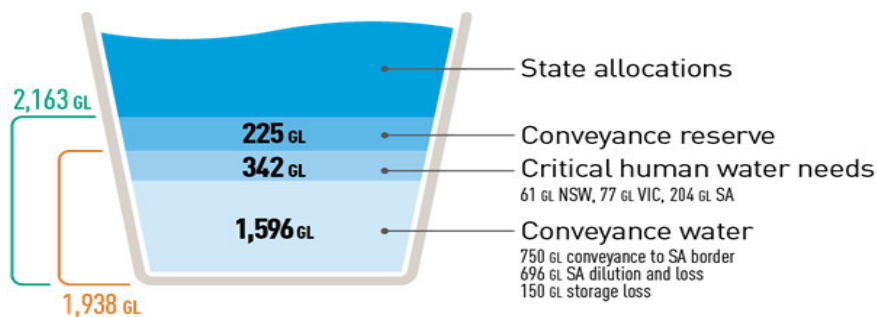 State allocations
2,163 GL
225 GL
Conveyance reserve
342 GL
Critical human water needs
61 GL NSW, 77 GL VIC, 204 GL SA
1,596 GL
Conveyance water
750 GL conveyance to SA border
696 GL SA dilution and loss
150 GL storage loss
1,938 GL